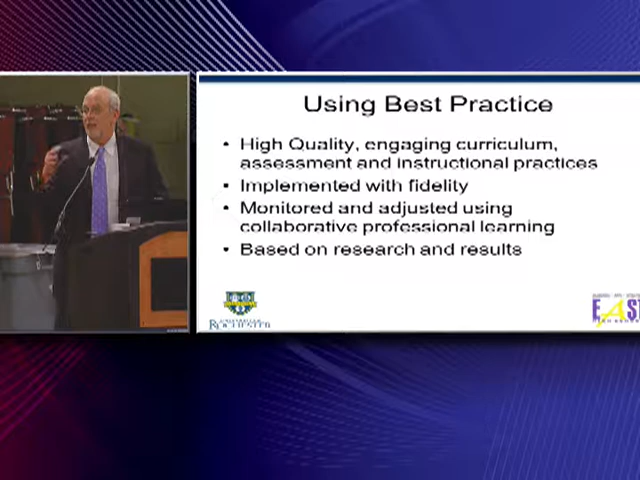 Using Best Practice
• High Quality, engaging curriculum,
assessment and instructional practices
• Implemented with fidelity
• Monitored and adjusted using
collaborative professional learning
• Based on research and results
ROCHESTER
EAST